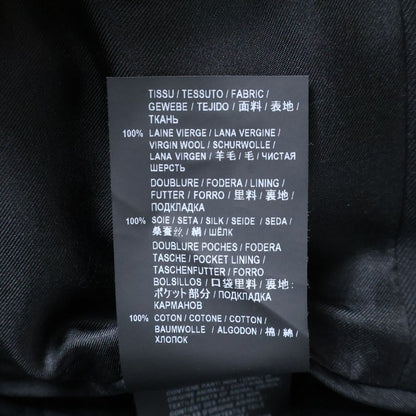 TISSU / TESSUTO / FABRIC /
GEWEBE / TEJIDO / 面料 / 表地 /
ТКАНЬ
100% LAINE VIERGE / LANA VERGINE /
VIRGIN WOOL / SCHURWOLLE /
LANA VIRGEN / 羊毛 / 毛 / ЧИСТАЯ
ШЕРСТЬ
DOUBLURE / FODERA / LINING /
FUTTER / FORRO / 里料 / 裏地 /
ПОДКЛАДКА
100% SOIE / SETA / SILK / SEIDE / SEDA /
桑蚕丝 / 絹 / ШЁЛК
DOUBLURE POCHES / FODERA
TASCHE / POCKET LINING /
TASCHENFUTTER / FORRO
BOLSILLOS / 口袋里料 / 裏地:
ポケット部分 / ПОДКЛАДКА
КАРМАНОВ
100% COTON / COTONE / COTTON /
BAUMWOLLE / ALGODON / 棉 / 綿 /
ХЛОПОК